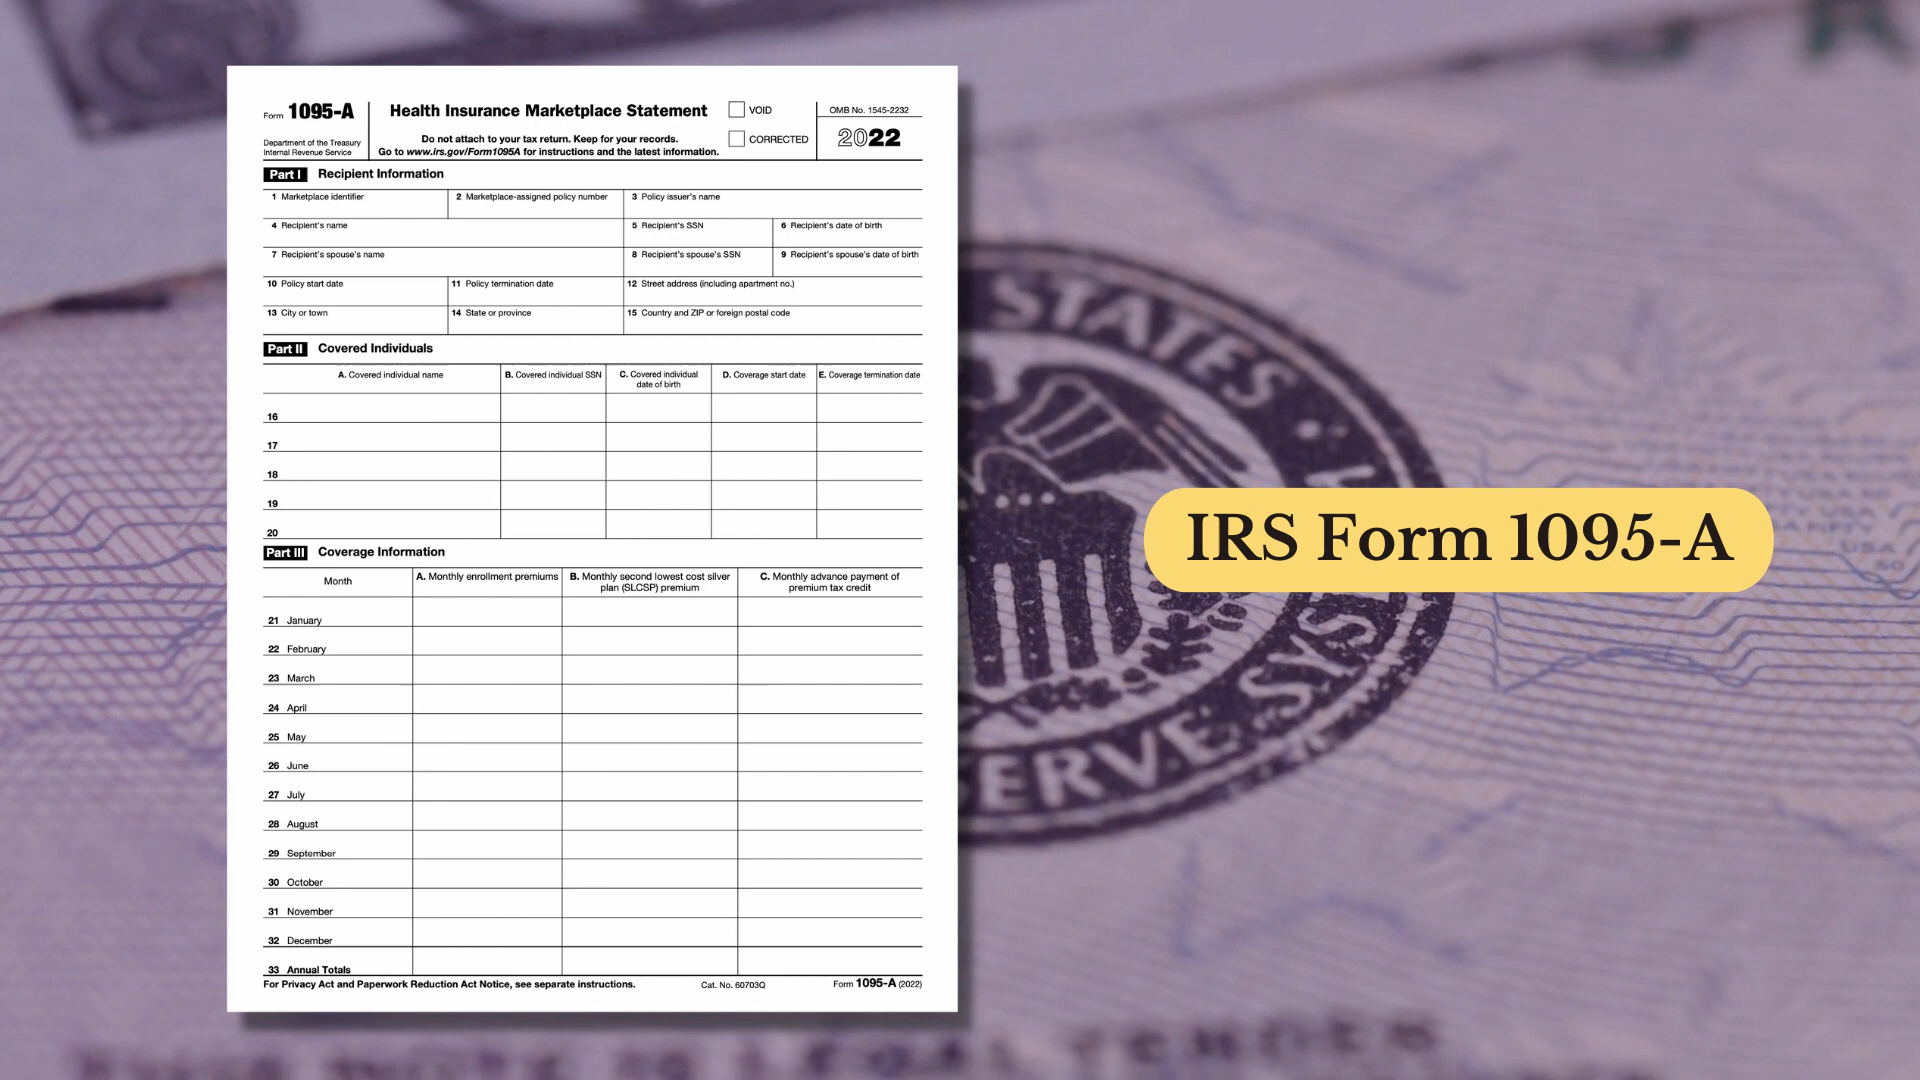 Form 1095-A
Department of the Treasury
Internal Revenue Service
Health Insurance Marketplace Statement
Do not attach to your tax return. Keep for your records.
Go to www.irs.gov/Form1095A for instructions and the latest information.
VOID
CORRECTED
OMB No. 1545-2232
2022
Part I Recipient Information
1 Marketplace identifier
2 Marketplace-assigned policy number
3 Policy issuer's name
4 Recipient's name
5 Recipient's SSN
6 Recipient's date of birth
7 Recipient's spouse's name
8 Recipient's spouse's SSN
9 Recipient's spouse's date of birth
10 Policy start date
11 Policy termination date
12 Street address (including apartment no.)
13 City or town
14 State or province
15 Country and ZIP or foreign postal code
Part II Covered Individuals
A. Covered individual name
B. Covered individual SSN
C. Covered individual
date of birth
D. Coverage start date
E. Coverage termination date
16
17
18
19
20
Part III Coverage Information
Month
A. Monthly enrollment premiums
B. Monthly second lowest cost silver
plan (SLCSP) premium
C. Monthly advance payment of
premium tax credit
21 January
22 February
23 March
24 April
25 May
26 June
27 July
28 August
29 September
30 October
31 November
32 December
33 Annual Totals
For Privacy Act and Paperwork Reduction Act Notice, see separate instructions.
Cat. No. 60703Q
Form 1095-A (2022)
IRS Form 1095-A
STATES
SERVE SYS
LEGAL TENDER